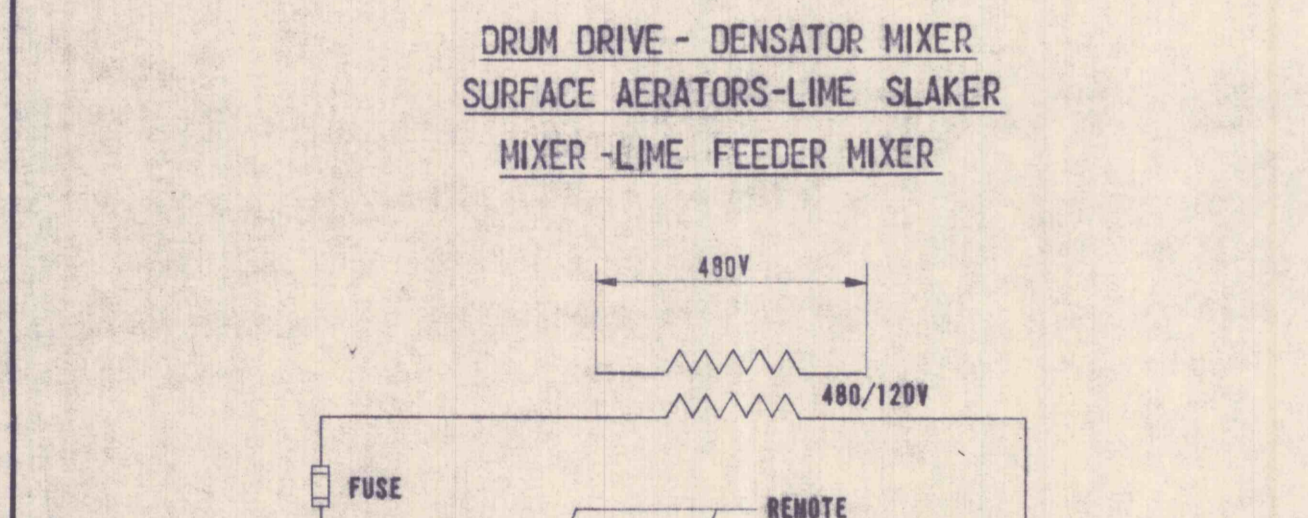 DRUM DRIVE - DENSATOR MIXER
SURFACE AERATORS-LIME SLAKER
MIXER -LIME FEEDER MIXER
480V
480/120V
FUSE
REMOTE